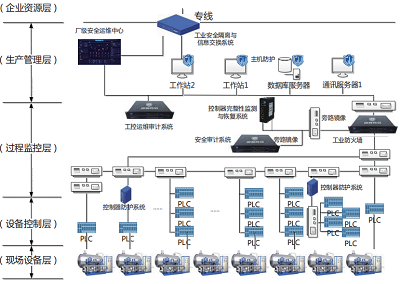 （企业资源层）
专线
厂级安全运维中心
工业安全隔离与
信息交换系统
（生产管理层）
主机防护
工作站2
工作站1
数据库服务器
通讯服务器1
控制器完整性监测
与恢复系统
旁路镜像
工控运维审计系统
安全审计系统
旁路镜像
工业防火墙
（过程监控层）
控制器防护系统
控制器防护系统
PLC
PLC
PLC
PLC
PLC
PLC
PLC
PLC
PLC
PLC
PLC
PLC
PLC
（设备控制层）
PLC
PLC
PLC
PLC
PLC
PLC
（现场设备层）